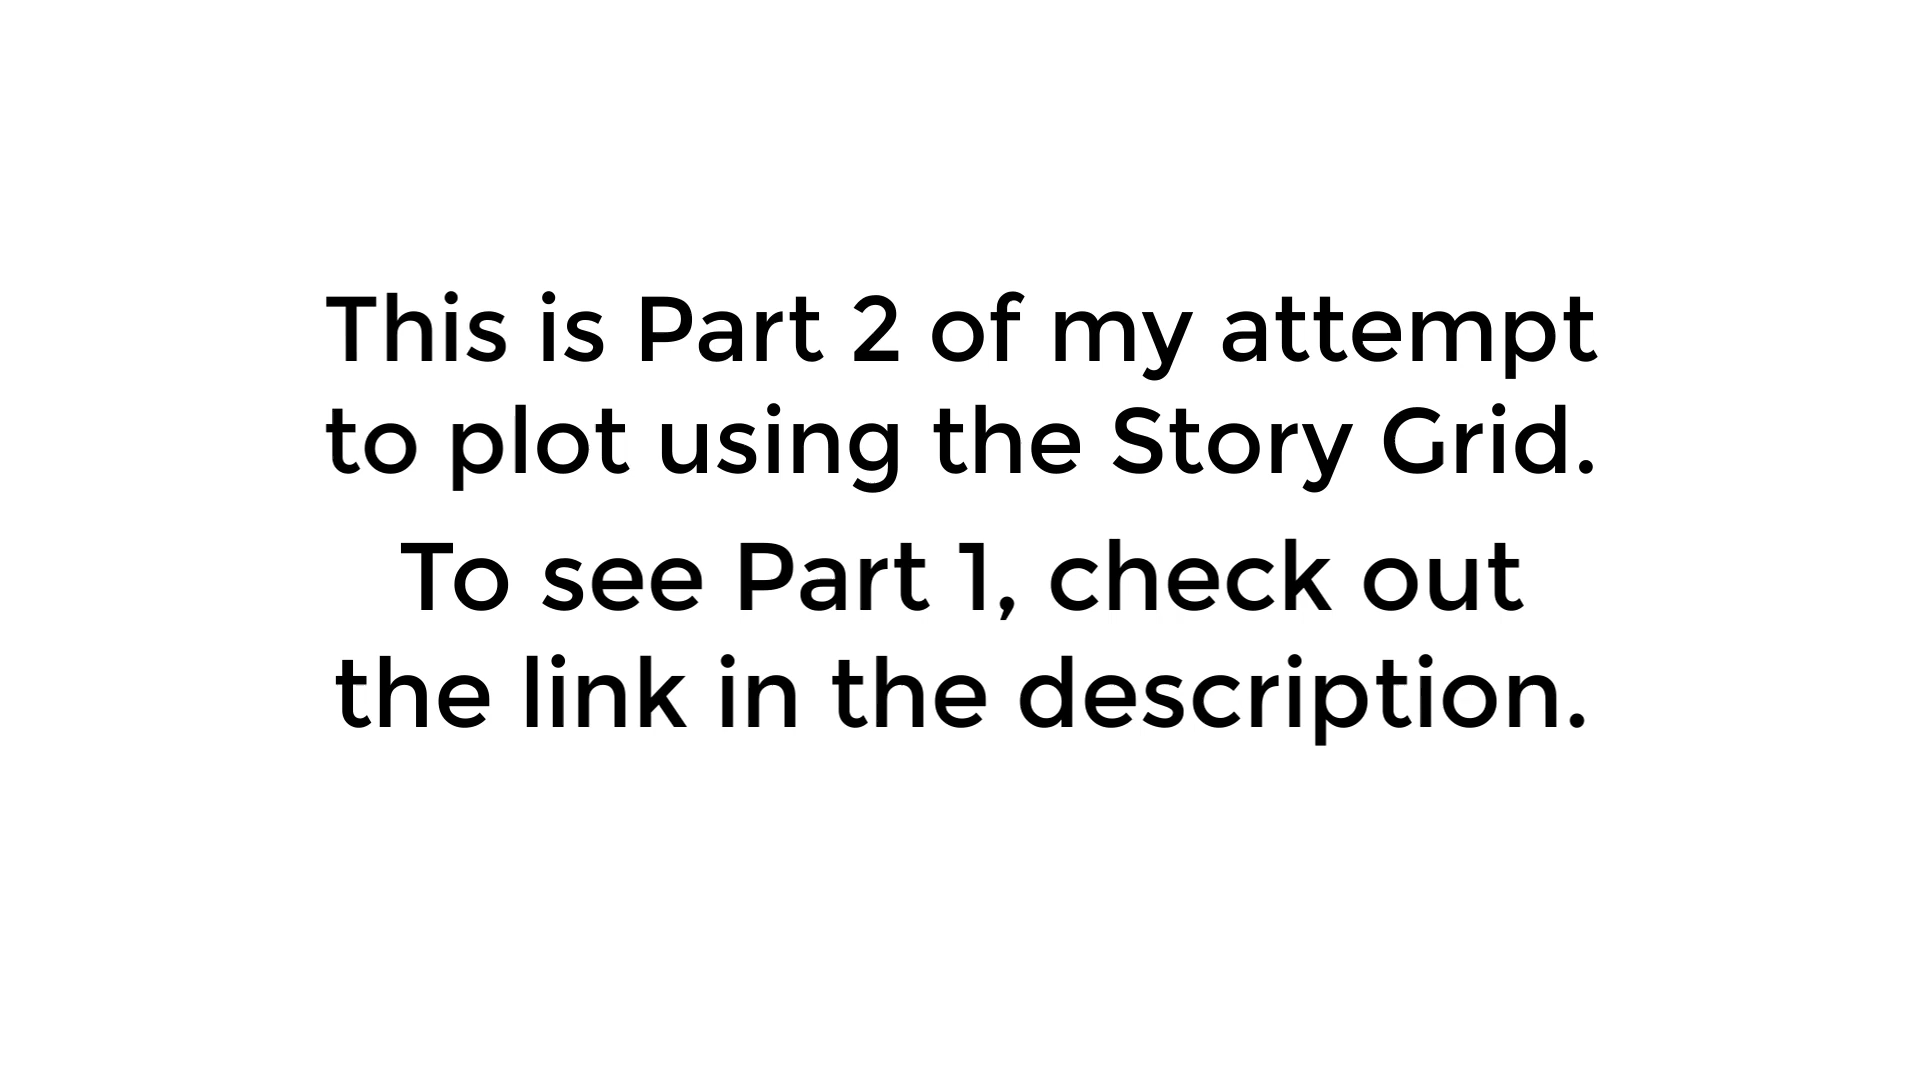 This is Part 2 of my attempt
to plot using the Story Grid.
To see Part 1, check out
the link in the description.